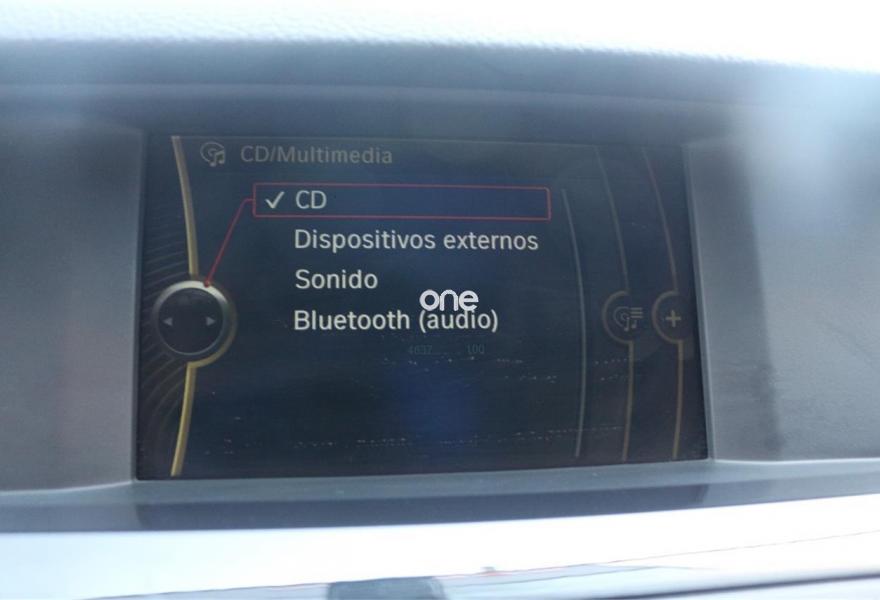 CD/Multimedia
✓ CD
Dispositivos externos
Sonido
one
Bluetooth (audio)